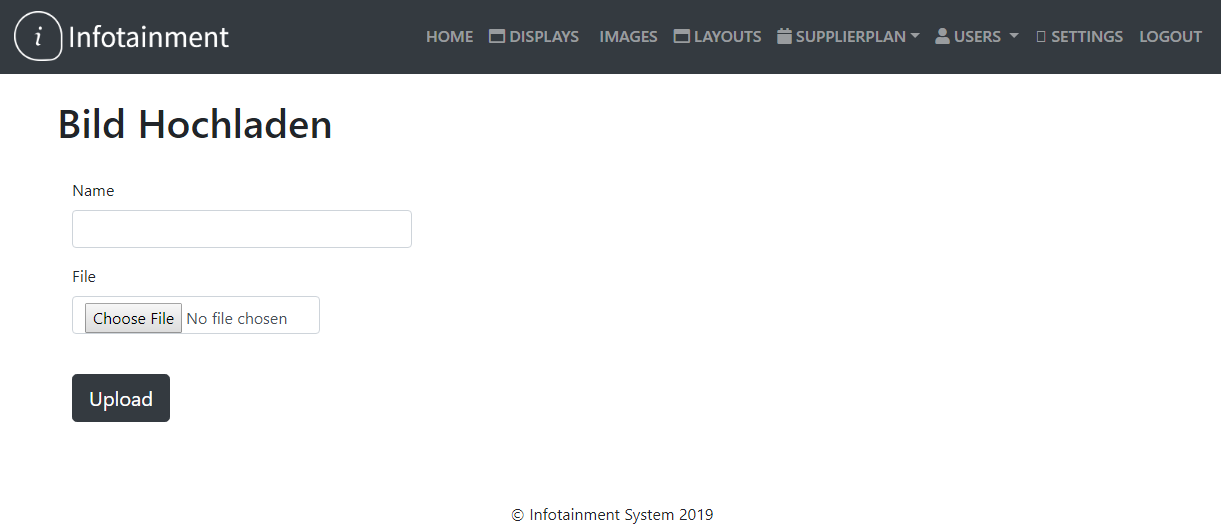 i Infotainment HOME DISPLAYS IMAGES LAYOUTS SUPPLIERPLAN USERS SETTINGS LOGOUT
Bild Hochladen
Name
File
Choose File No file chosen
Upload
© Infotainment System 2019